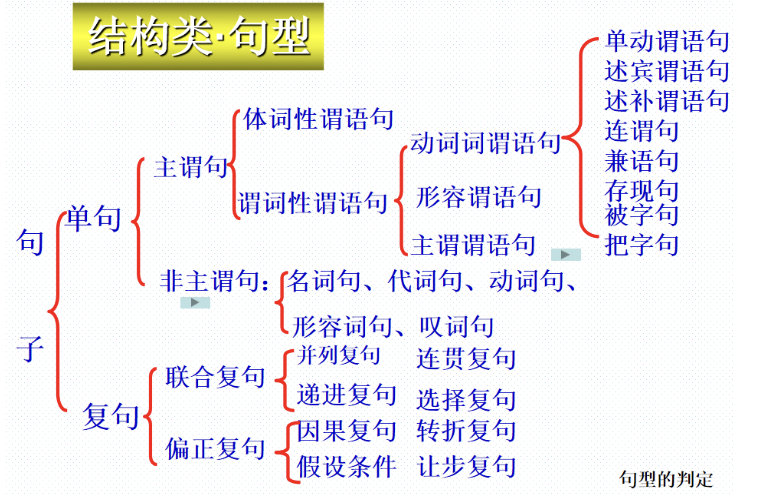 结构类·句型
句子
单句
主谓句
体词性谓语句
谓词性谓语句
动词词谓语句
单动谓语句
述宾谓语句
述补谓语句
连谓句
兼语句
存现句
被字句
把字句
形容谓语句
主谓谓语句
非主谓句：
名词句、代词句、动词句、
形容词句、叹词句
复句
联合复句
并列复句 连贯复句
递进复句 选择复句
偏正复句
因果复句 转折复句
假设条件 让步复句
句型的判定